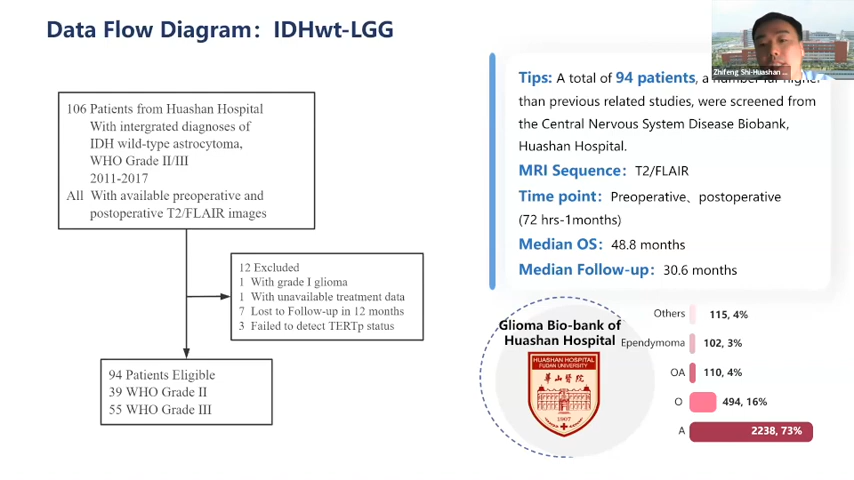 Data Flow Diagram: IDHwt-LGG
106 Patients from Huashan Hospital
With intergrated diagnoses of
IDH wild-type astrocytoma,
WHO Grade II/III
2011-2017
All With available preoperative and
postoperative T2/FLAIR images
12 Excluded
1 With grade I glioma
1 With unavailable treatment data
7 Lost to Follow-up in 12 months
3 Failed to detect TERTp status
94 Patients Eligible
39 WHO Grade II
55 WHO Grade III
Zhifeng Shi-Huashan ...
Tips: A total of 94 patients, a number far higher
than previous related studies, were screened from
the Central Nervous System Disease Biobank,
Huashan Hospital.
MRI Sequence: T2/FLAIR
Time point: Preoperative、postoperative
(72 hrs-1months)
Median OS: 48.8 months
Median Follow-up: 30.6 months
Glioma Bio-bank of
Huashan Hospital
HUASHAN HOSPITAL
FUDAN UNIVERSITY
華山醫院
1907
Others 115, 4%
Ependymoma 102, 3%
OA 110, 4%
O 494, 16%
A 2238, 73%